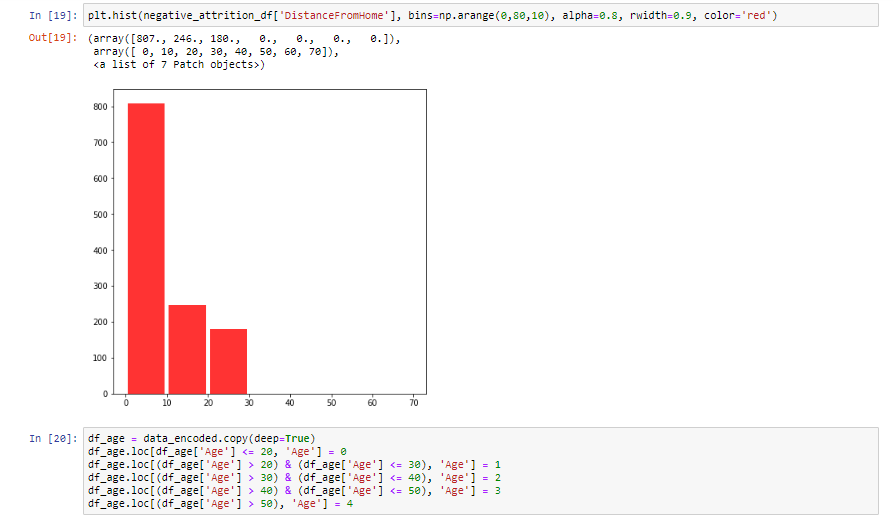 In [19]: plt.hist(negative_attrition_df['DistanceFromHome'], bins=np.arange(0,80,10), alpha=0.8, rwidth=0.9, color='red')
Out[19]: (array([807., 246., 180.,   0.,   0.,   0.,   0.]),
array([ 0, 10, 20, 30, 40, 50, 60, 70]),
<a list of 7 Patch objects>)
800
700
600
500
400
300
200
100
0
0 10 20 30 40 50 60 70
In [20]: df_age = data_encoded.copy(deep=True)
df_age.loc[df_age['Age'] <= 20, 'Age'] = 0
df_age.loc[(df_age['Age'] > 20) & (df_age['Age'] <= 30), 'Age'] = 1
df_age.loc[(df_age['Age'] > 30) & (df_age['Age'] <= 40), 'Age'] = 2
df_age.loc[(df_age['Age'] > 40) & (df_age['Age'] <= 50), 'Age'] = 3
df_age.loc[(df_age['Age'] > 50), 'Age'] = 4